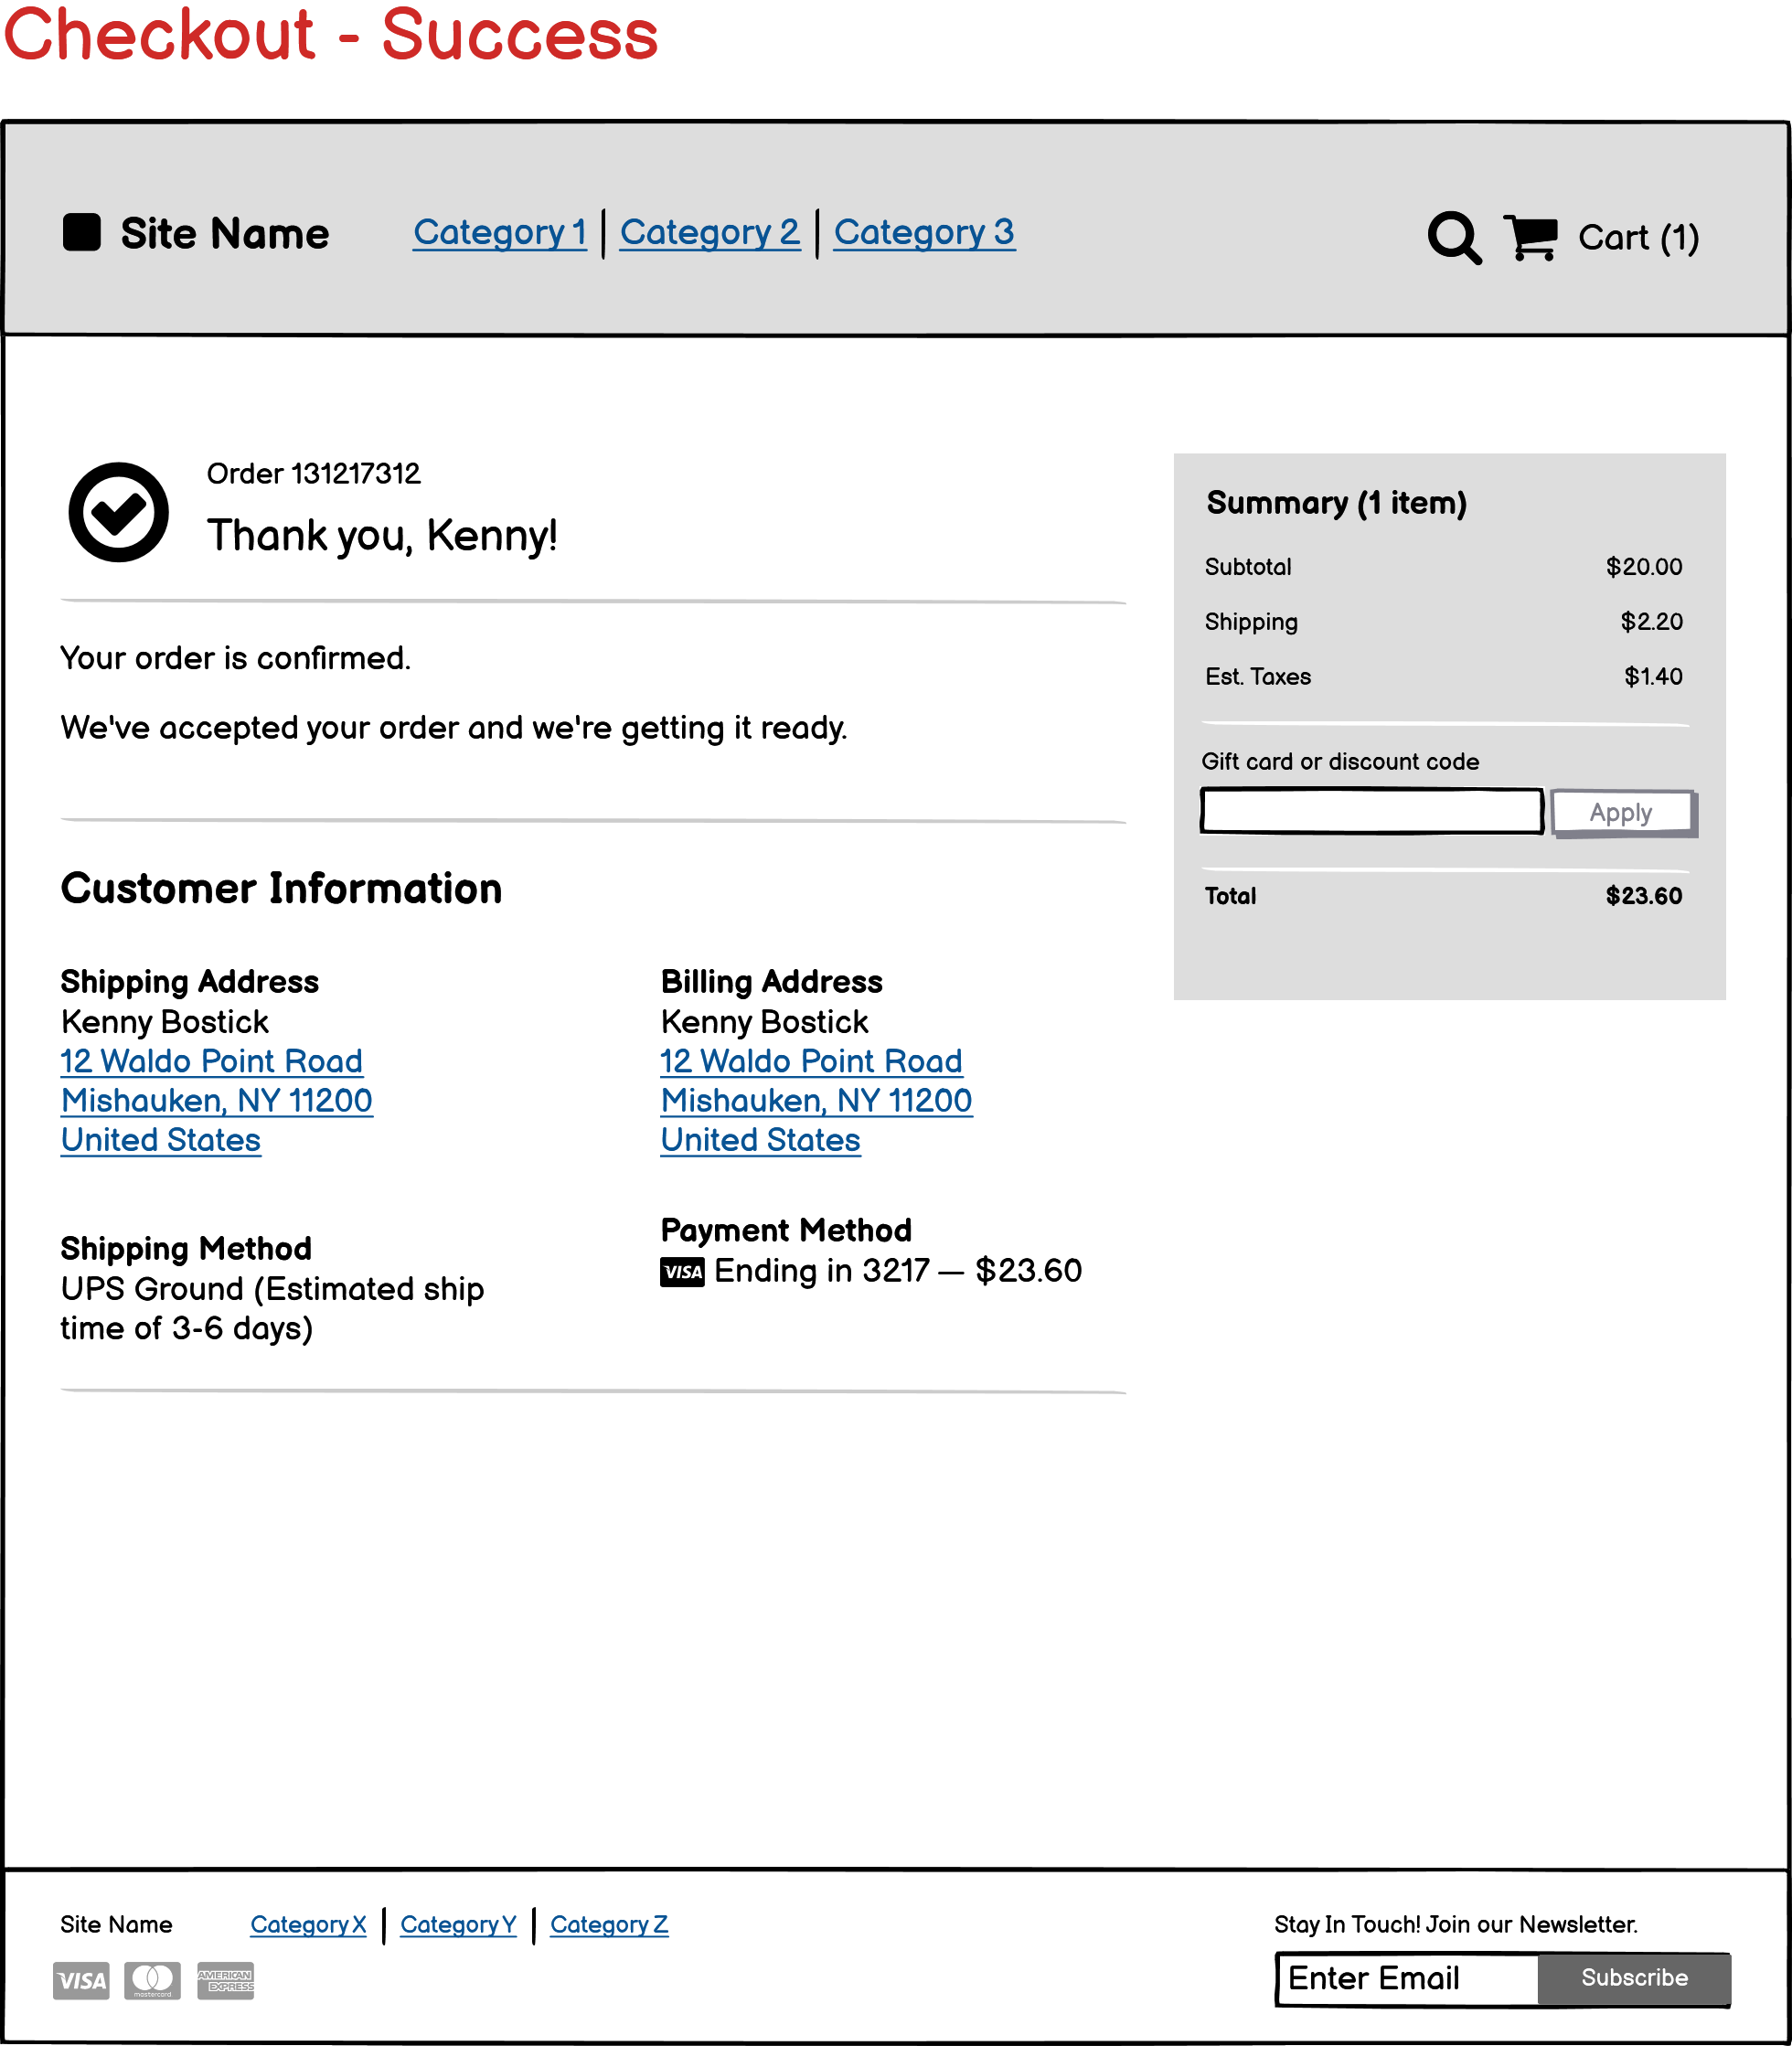 Checkout - Success
Site Name
Category 1 Category 2 Category 3
Cart (1)
Order 131217312
Thank you, Kenny!
Your order is confirmed.
We've accepted your order and we're getting it ready.
Customer Information
Shipping Address
Kenny Bostick
12 Waldo Point Road
Mishauken, NY 11200
United States
Billing Address
Kenny Bostick
12 Waldo Point Road
Mishauken, NY 11200
United States
Shipping Method
UPS Ground (Estimated ship
time of 3-6 days)
Payment Method
VISA Ending in 3217 — $23.60
Summary (1 item)
Subtotal $20.00
Shipping $2.20
Est. Taxes $1.40
Gift card or discount code
Apply
Total $23.60
Site Name
Category X Category Y Category Z
VISA mastercard AMERICAN EXPRESS
Stay In Touch! Join our Newsletter.
Enter Email Subscribe